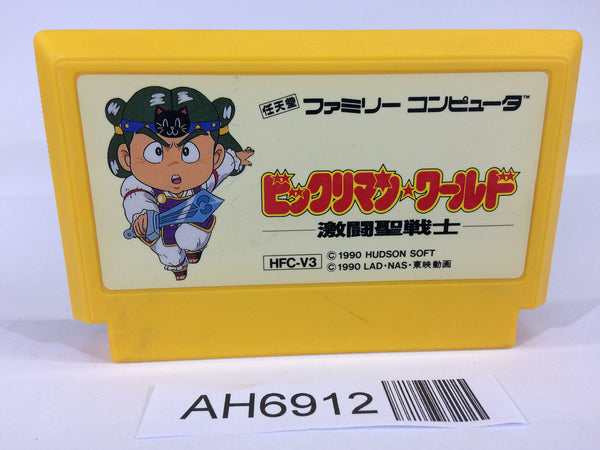 任天堂 ファミリー コンピュータ™
ビックリマン★ワールド
激闘聖戦士
HFC-V3
© 1990 HUDSON SOFT
© 1990 LAD・NAS・東映動画
AH6912